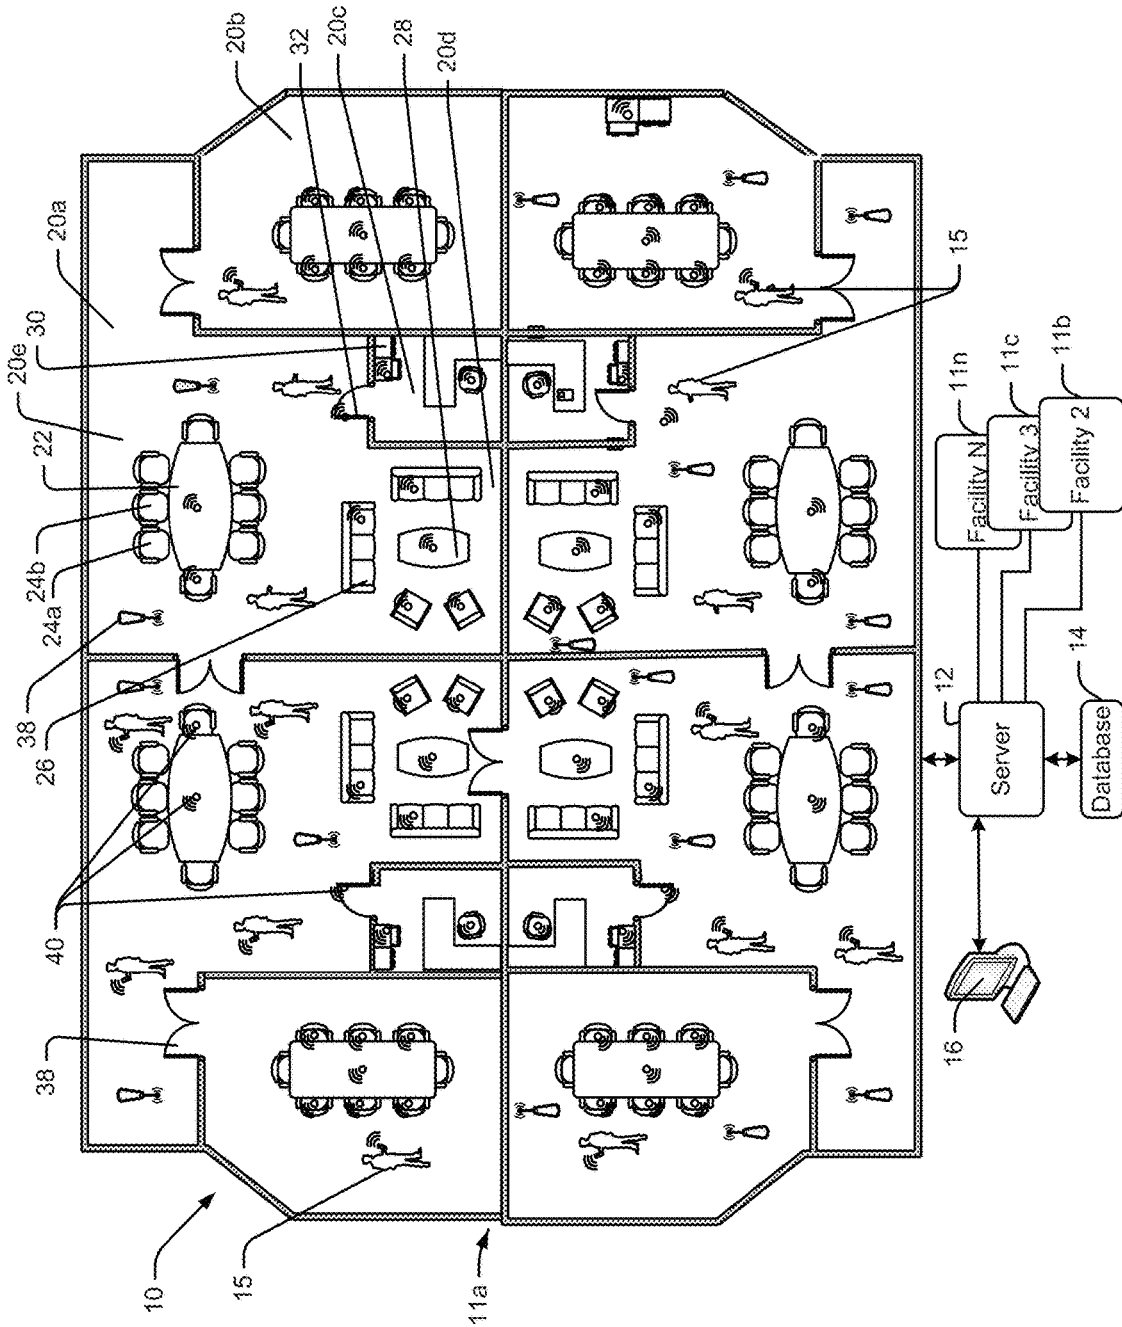 20b
32
20c
28
20d
20a
20e
30
22
24b
24a
38
26
40
38
15
10
15
11a
Facility N
11n
Facility 3
11c
Facility 2
11b
12
Server
14
Database
16